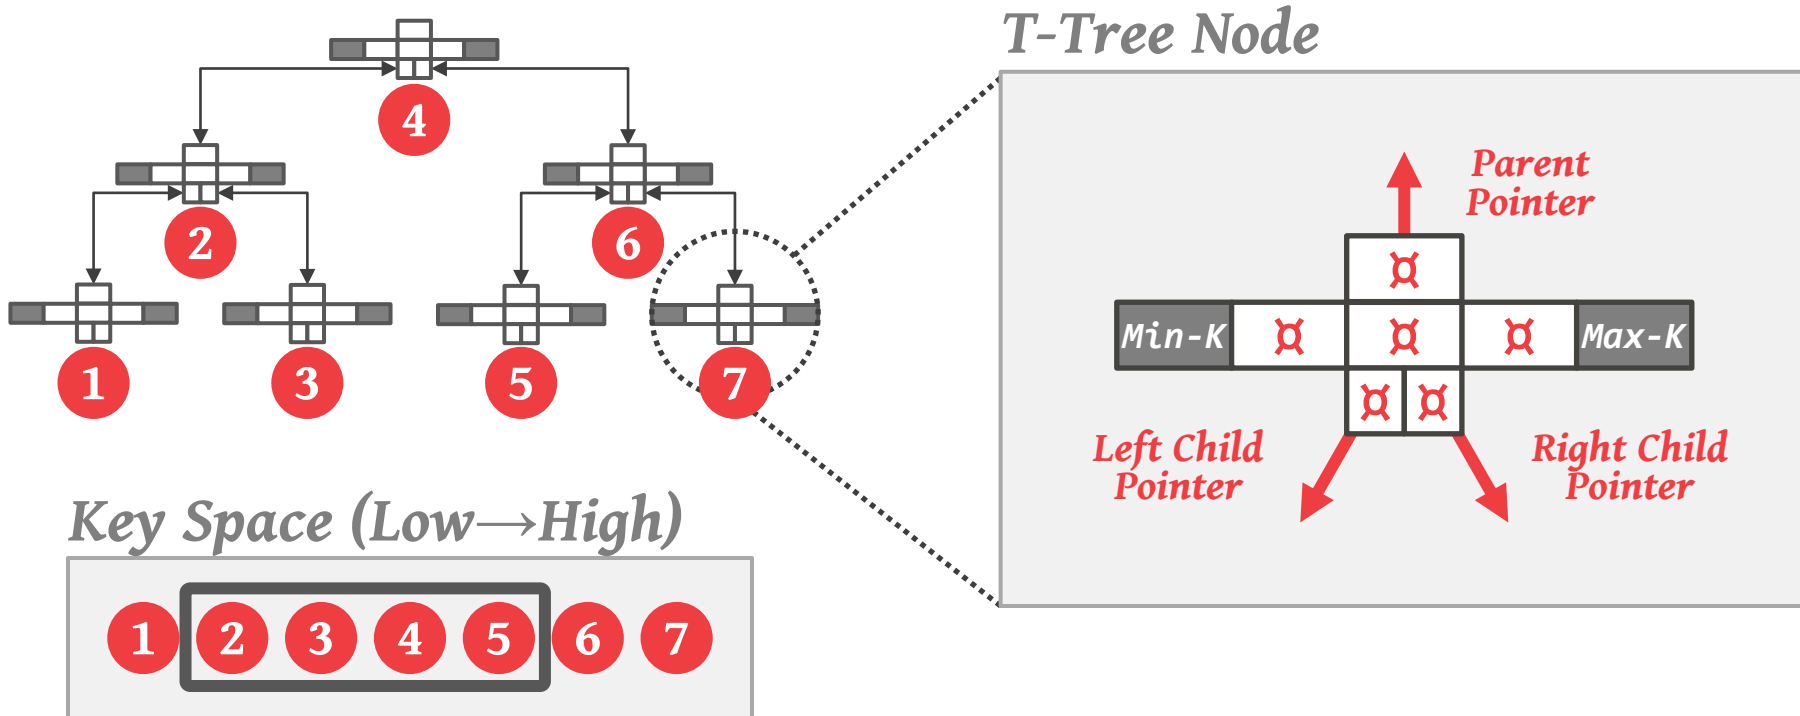 T-Tree Node
4
2
6
1
3
5
7
Parent
Pointer
¤
Min-K ¤ ¤ ¤ Max-K
¤ ¤
Left Child
Pointer
Right Child
Pointer
Key Space (Low→High)
1 2 3 4 5 6 7